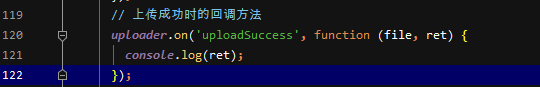 119 // 上传成功时的回调方法
120 uploader.on('uploadSuccess', function (file, ret) {
121 console.log(ret);
122 });